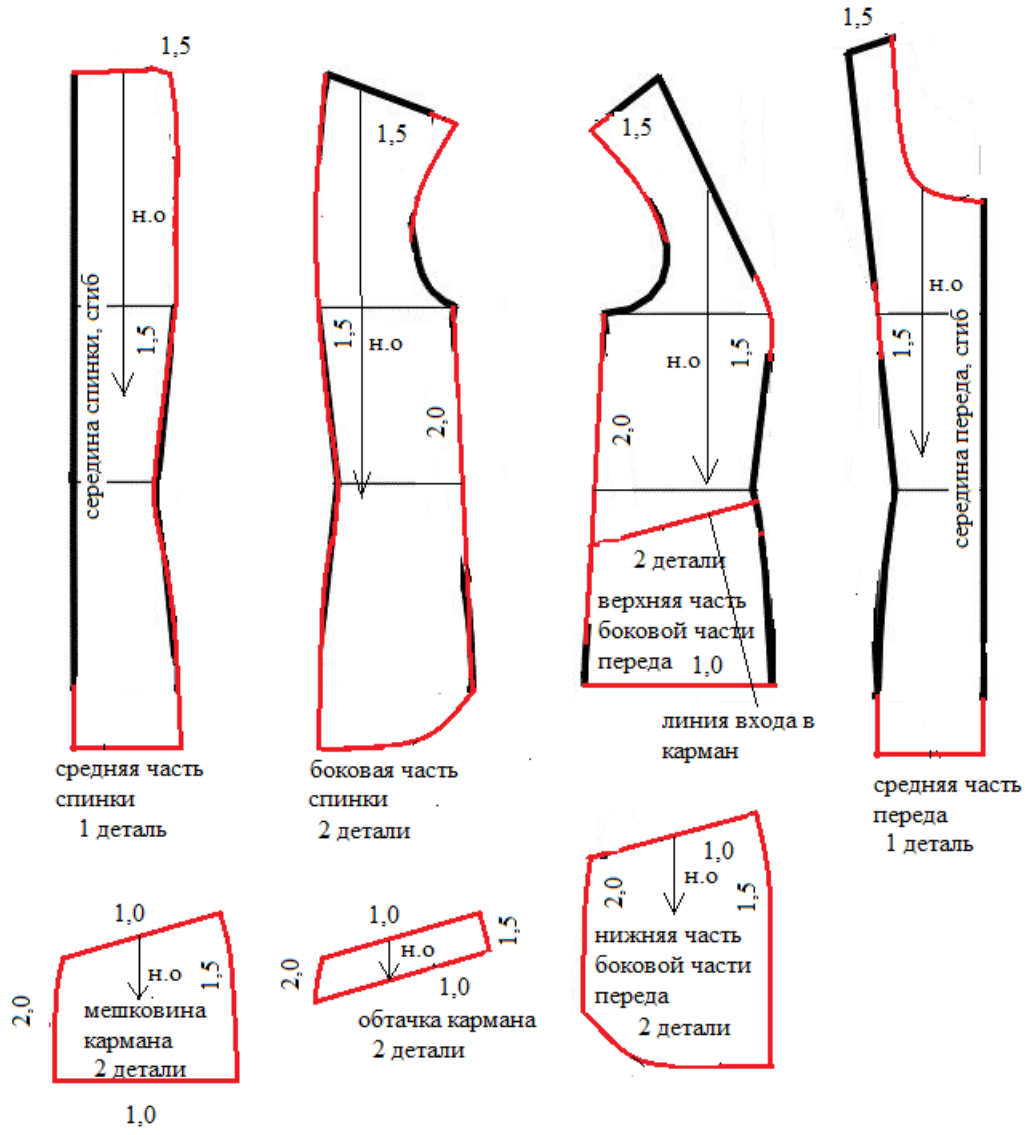 1,5
н.о
середина спинки, сгиб
1,5
средняя часть
спинки
1 деталь
1,5
1,5
н.о
2,0
боковая часть
спинки
2 детали
1,5
н.о
1,5
2,0
2 детали
верхняя часть
боковой части
переда 1,0
линия входа в
карман
1,5
н.о
1,5
середина переда, сгиб
средняя часть
переда
1 деталь
1,0
2,0
н.о
1,5
мешковина
кармана
2 детали
1,0
1,0
1,5
н.о
2,0
1,0
обтачка кармана
2 детали
1,0
2,0
н.о
1,5
нижняя часть
боковой части
переда
2 детали